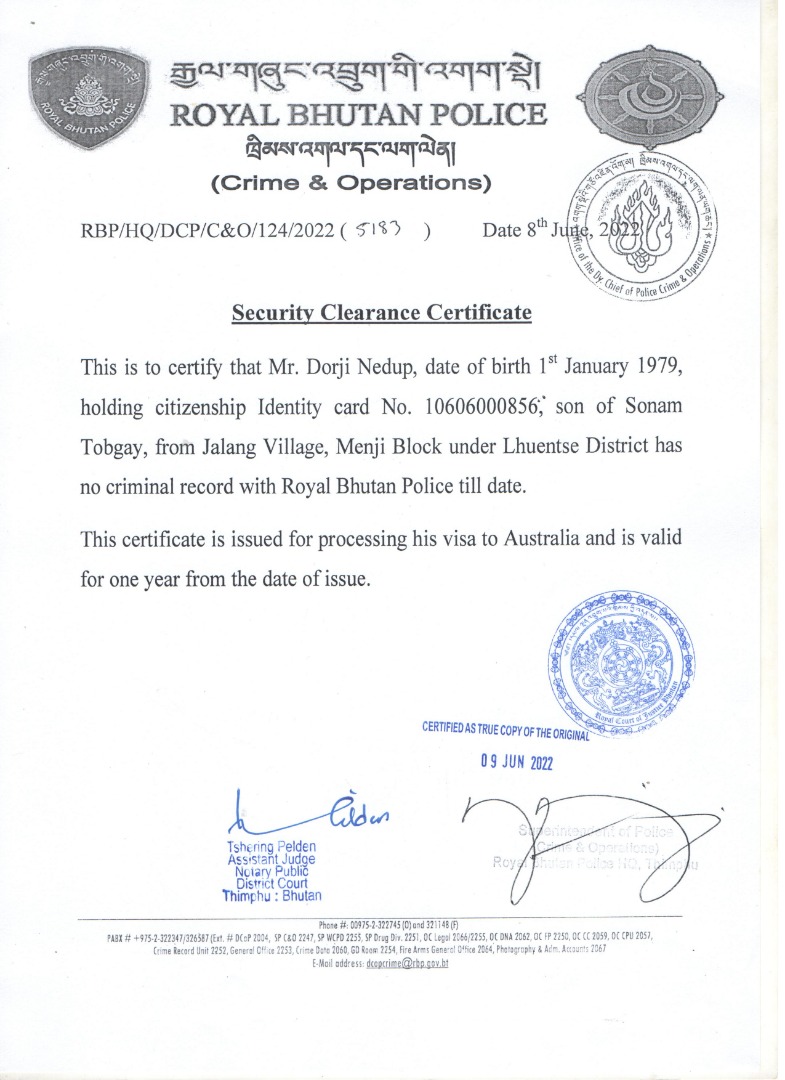 རྒྱལ་གཞུང་འབྲུག་གི་འགག་སྡེ།
ROYAL BHUTAN POLICE
ROYAL BHUTAN POLICE
ཁྲིམས་འགལ་དང་ལག་ལེན།
(Crime & Operations)
RBP/HQ/DCP/C&O/124/2022 ( 5183 ) Date 8th June, 2022
Office of the Dy. Chief of Police Crime & Operations
Security Clearance Certificate
This is to certify that Mr. Dorji Nedup, date of birth 1st January 1979,
holding citizenship Identity card No. 10606000856, son of Sonam
Tobgay, from Jalang Village, Menji Block under Lhuentse District has
no criminal record with Royal Bhutan Police till date.
This certificate is issued for processing his visa to Australia and is valid
for one year from the date of issue.
Royal Court of Justice Bhutan
CERTIFIED AS TRUE COPY OF THE ORIGINAL
09 JUN 2022
Tshering Pelden
Assistant Judge
Notary Public
District Court
Thimphu : Bhutan
Superintendent of Police
(Crime & Operations)
Royal Bhutan Police HQ, Thimphu
Phone #: 00975-2-322745 (O) and 321148 (F)
PABX # +975-2-322347/326587 (Ext. # DCoP 2004, SP C&O 2247, SP WCPD 2255, SP Drug Div. 2251, OC Legal 2066/2255, OC DNA 2062, OC FP 2250, OC CC 2059, OC CPU 2057,
Crime Record Unit 2252, General Office 2253, Crime Data 2060, GD Room 2254, Fire Arms General Office 2064, Photography & Adm. Accounts 2067
E-Mail address: dcopcrime@rbp.gov.bt